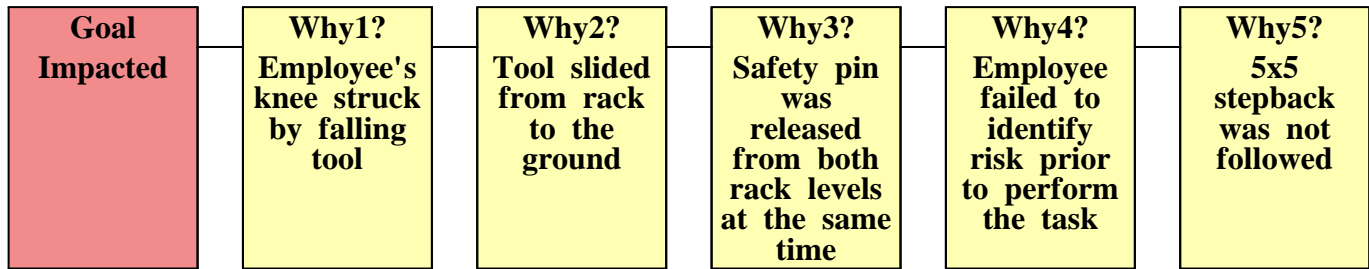 Goal
Impacted
Why1?
Employee's
knee struck
by falling
tool
Why2?
Tool slided
from rack
to the
ground
Why3?
Safety pin
was
released
from both
rack levels
at the same
time
Why4?
Employee
failed to
identify
risk prior
to perform
the task
Why5?
5x5
stepback
was not
followed